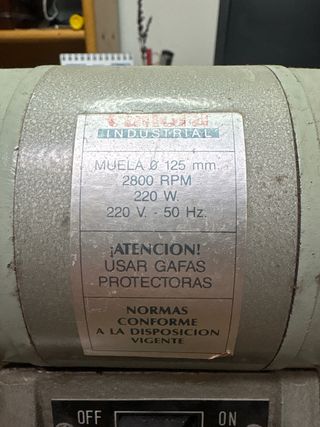 INDUSTRIAL
MUELA Ø 125 mm.
2800 RPM
220 W.
220 V. - 50 Hz.
¡ATENCION!
USAR GAFAS
PROTECTORAS
NORMAS
CONFORME
A LA DISPOSICION
VIGENTE
OFF ON